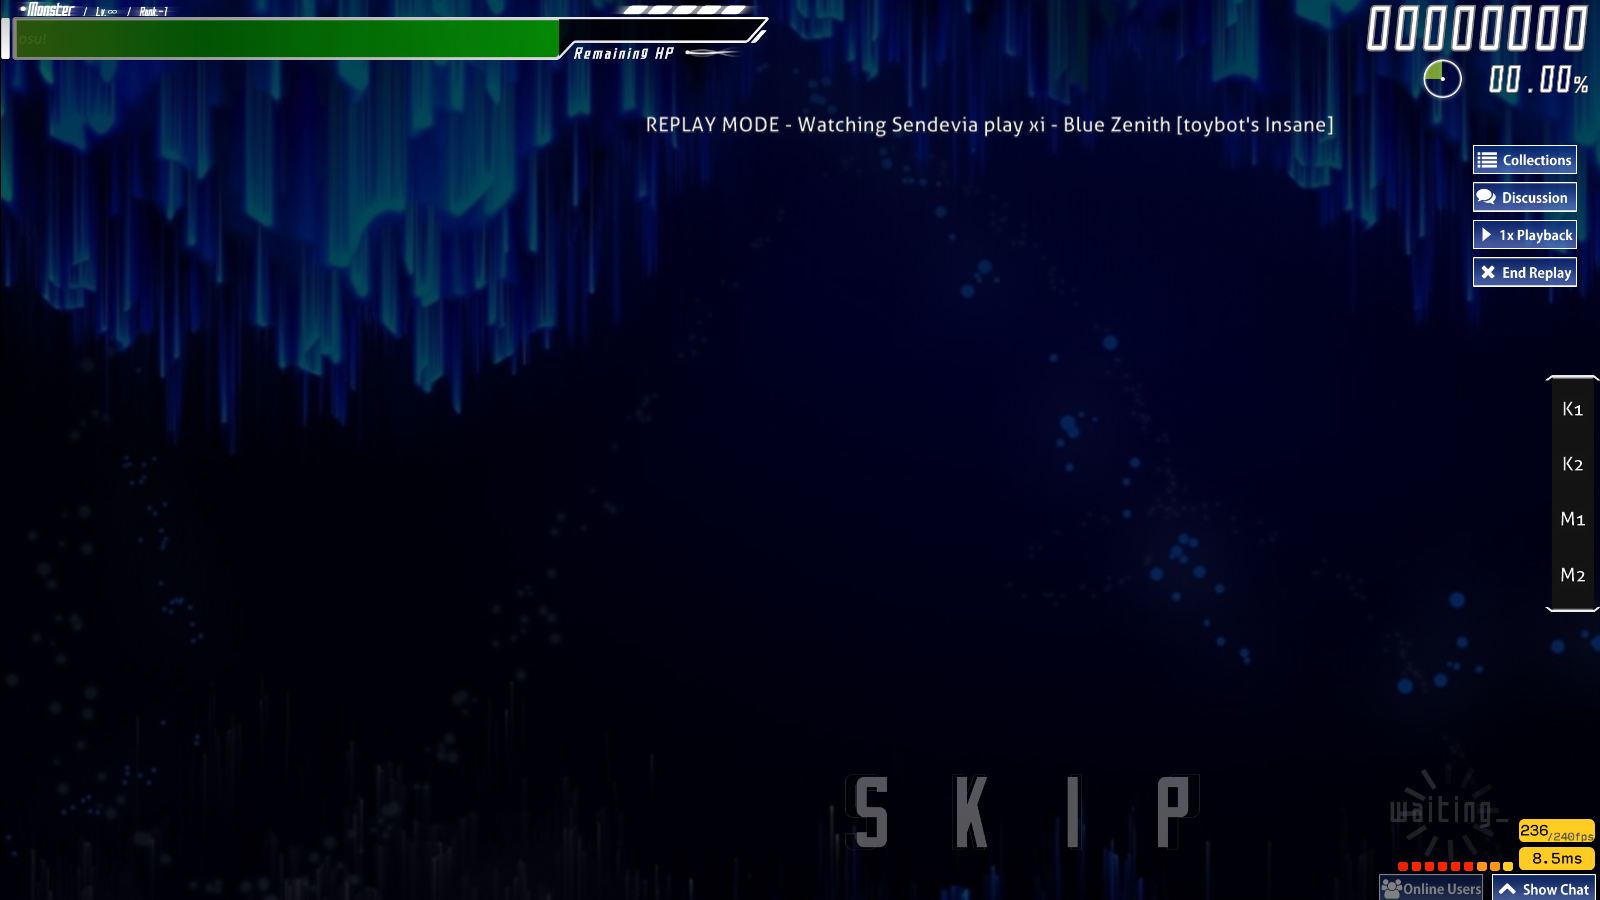 Monster / Lv.∞ / Rank.-1
osu!
Remaining HP
00000000
00.00%
REPLAY MODE - Watching Sendevia play xi - Blue Zenith [toybot's Insane]
Collections
Discussion
1x Playback
End Replay
K1
K2
M1
M2
SKIP
waiting_
236/240fps
8.5ms
Online Users
Show Chat